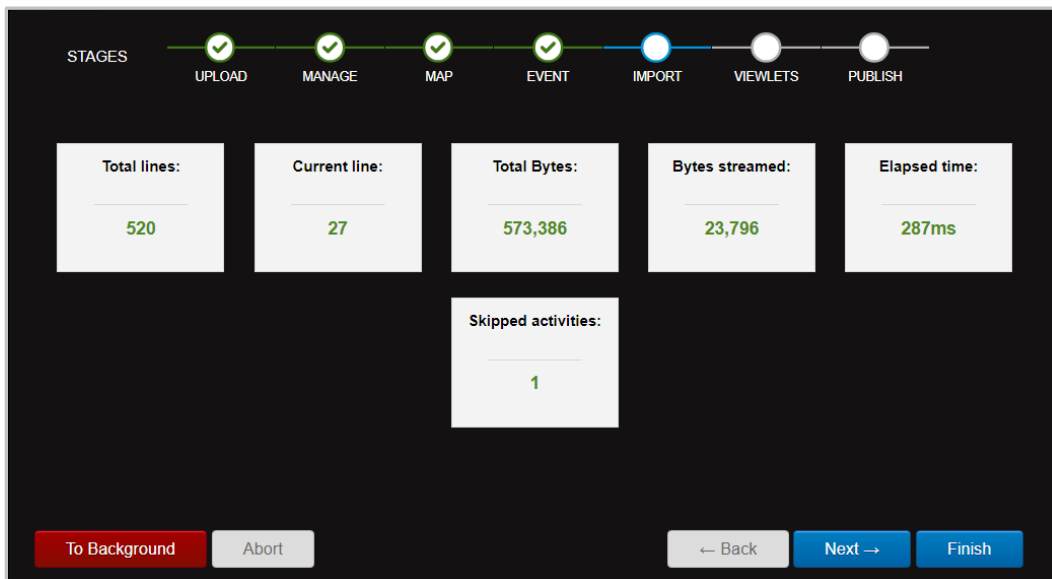 STAGES
UPLOAD MANAGE MAP EVENT IMPORT VIEWLETS PUBLISH
Total lines: Current line: Total Bytes: Bytes streamed: Elapsed time:
520 27 573,386 23,796 287ms
Skipped activities:
1
To Background Abort ← Back Next → Finish